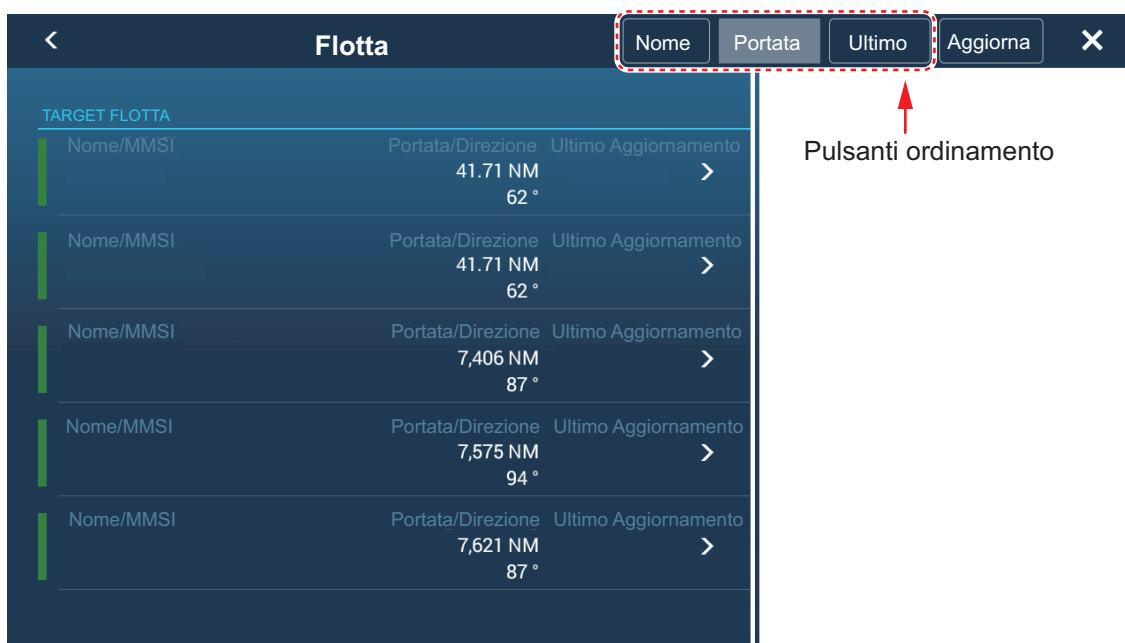 Flotta
Nome
Portata
Ultimo
Aggiorna
TARGET FLOTTA
Nome/MMSI Portata/Direzione Ultimo Aggiornamento
41.71 NM
62 °
Nome/MMSI Portata/Direzione Ultimo Aggiornamento
41.71 NM
62 °
Nome/MMSI Portata/Direzione Ultimo Aggiornamento
7,406 NM
87 °
Nome/MMSI Portata/Direzione Ultimo Aggiornamento
7,575 NM
94 °
Nome/MMSI Portata/Direzione Ultimo Aggiornamento
7,621 NM
87 °
Pulsanti ordinamento